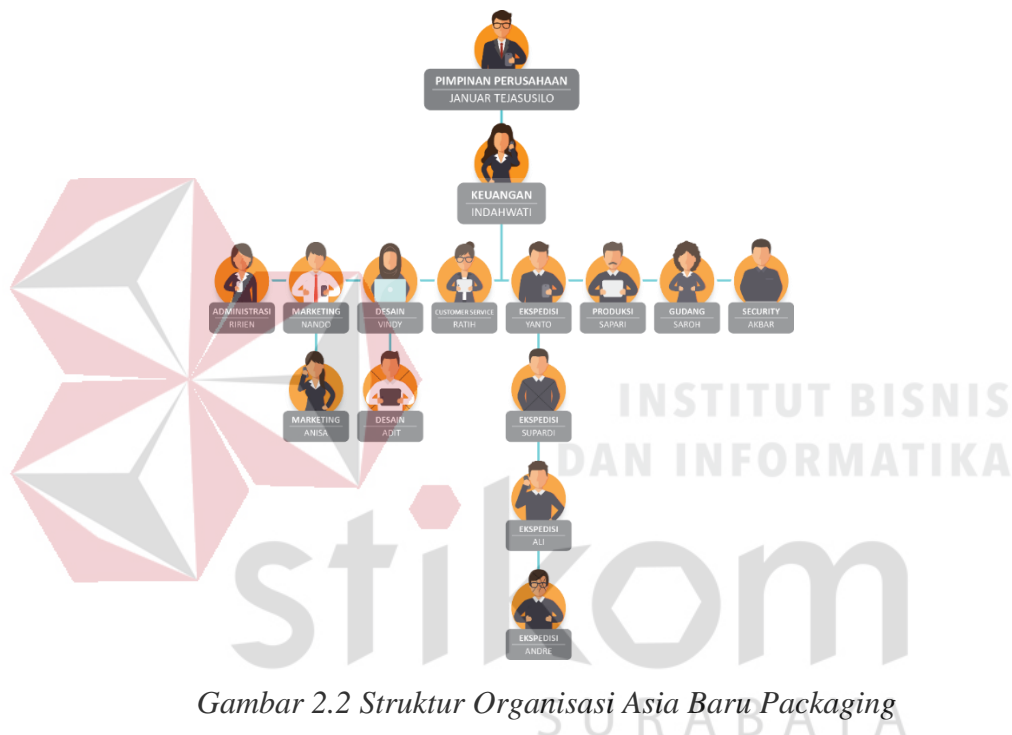 PIMPINAN PERUSAHAAN
JANUAR TEJASUSILO
KEUANGAN
INDAHWATI
ADMINISTRASI
RIRIEN
MARKETING
NANDO
DESAIN
VINDY
CUSTOMER SERVICE
RATIH
EKSPEDISI
YANTO
PRODUKSI
SAPARI
GUDANG
SAROH
SECURITY
AKBAR
MARKETING
ANISA
DESAIN
ADIT
EKSPEDISI
SUPARDI
EKSPEDISI
ALI
EKSPEDISI
ANDRE
INSTITUT BISNIS
DAN INFORMATIKA
stikom
SURABAYA
Gambar 2.2 Struktur Organisasi Asia Baru Packaging